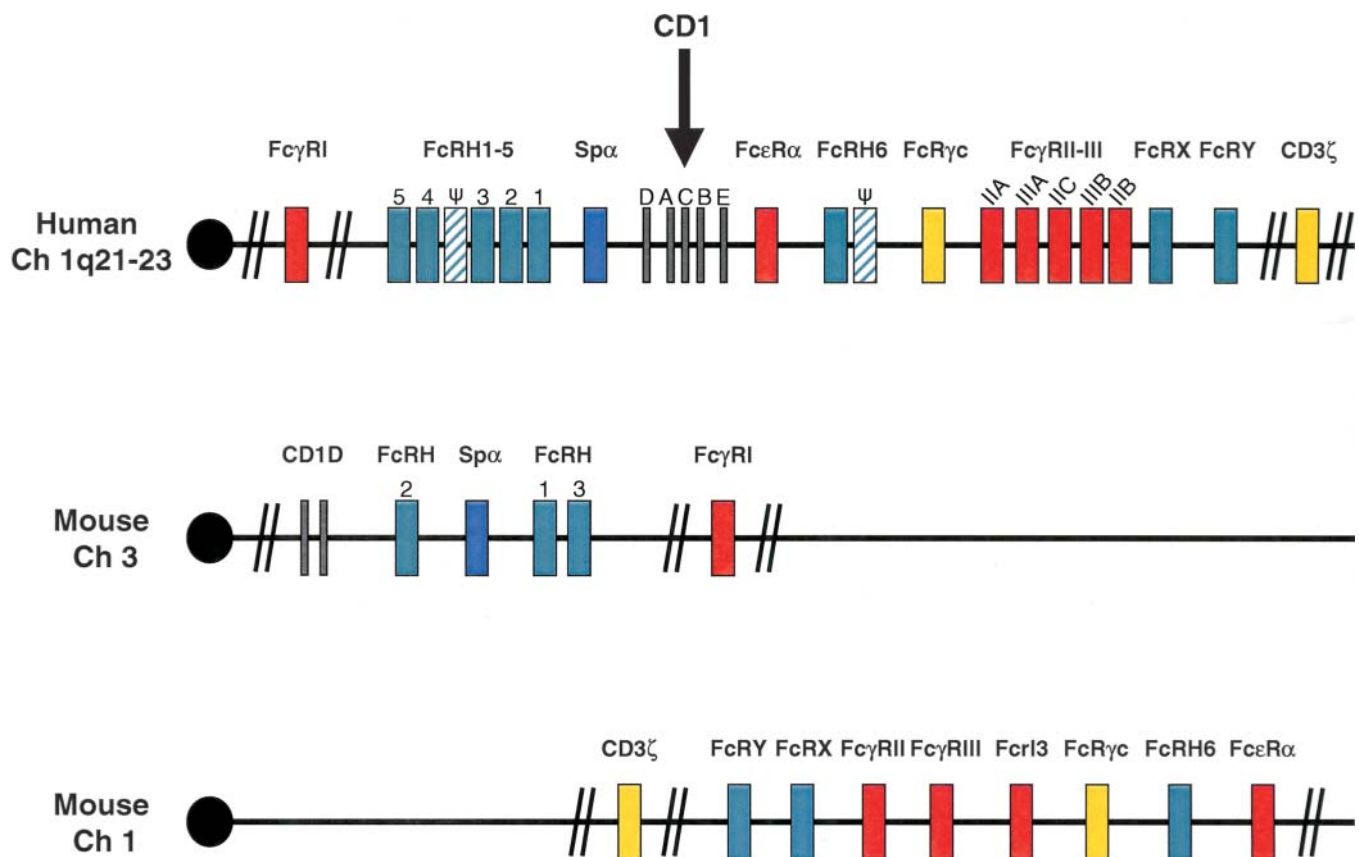 CD1
FcγRI FcRH1-5 Spα FcεRα FcRH6 FcRγc FcγRII-III FcRX FcRY CD3ζ
5 4 Ψ 3 2 1 D A C B E Ψ IIA IIIA IIC IIIB IIB
Human
Ch 1q21-23
CD1D FcRH Spα FcRH FcγRI
2 1 3
Mouse
Ch 3
CD3ζ FcRY FcRX FcγRII FcγRIII Fcrl3 FcRγc FcRH6 FcεRα
Mouse
Ch 1